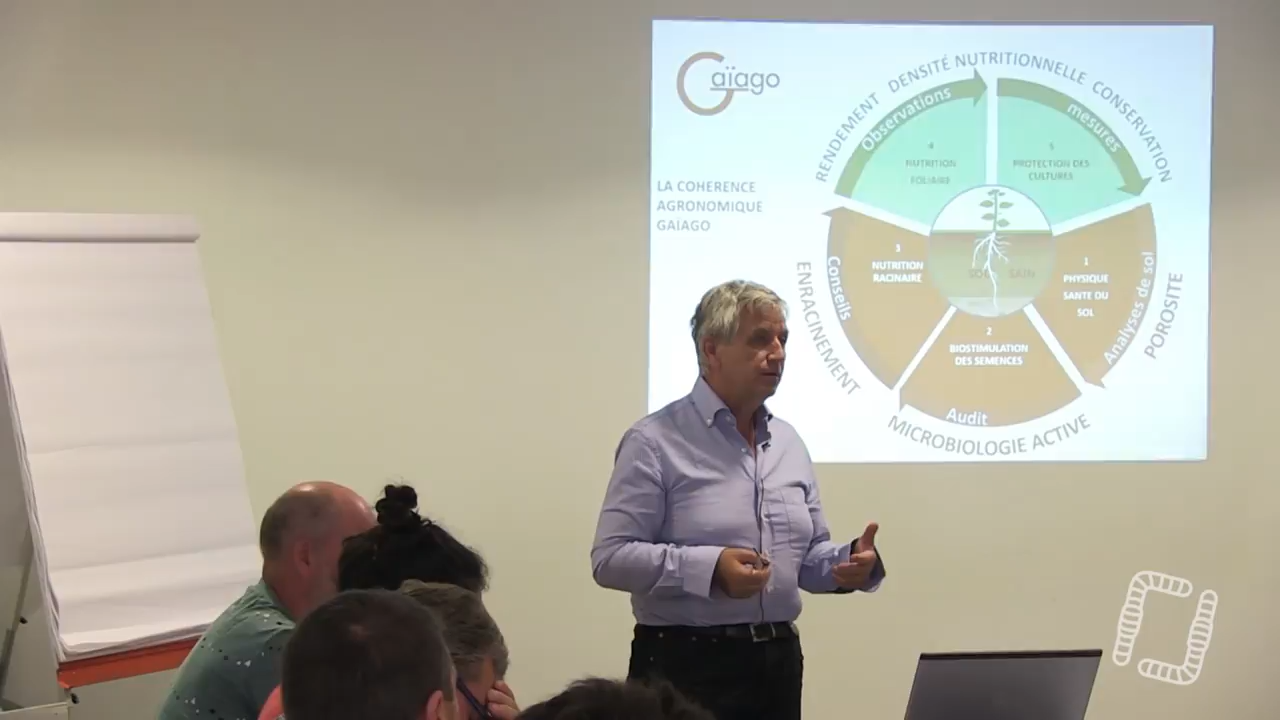 Gaïago
LA COHERENCE
AGRONOMIQUE
GAÏAGO
RENDEMENT DENSITÉ NUTRITIONNELLE CONSERVATION
Observations
mesures
4
NUTRITION
FOLIAIRE
5
PROTECTION DES
CULTURES
3
NUTRITION
RACINAIRE
Conseils
ENRACINEMENT
SOL SAIN
1
PHYSIQUE
SANTE DU
SOL
Analyses de sol
POROSITE
2
BIOSTIMULATION
DES SEMENCES
Audit
MICROBIOLOGIE ACTIVE